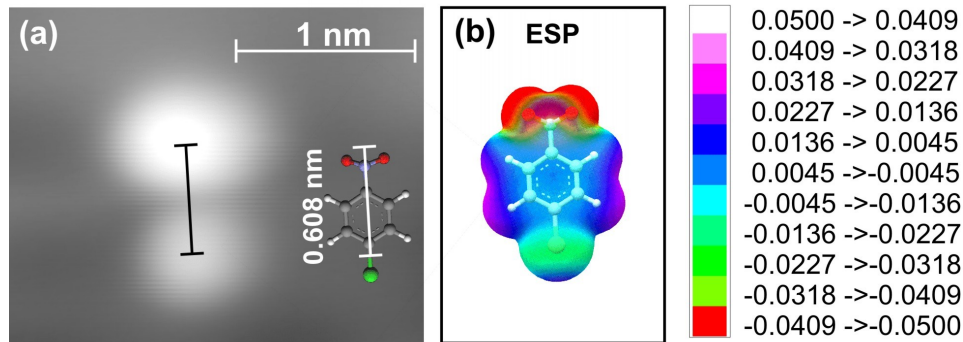 (a)
1 nm
0.608 nm
(b)
ESP
0.0500 -> 0.0409
0.0409 -> 0.0318
0.0318 -> 0.0227
0.0227 -> 0.0136
0.0136 -> 0.0045
0.0045 ->-0.0045
-0.0045 ->-0.0136
-0.0136 ->-0.0227
-0.0227 ->-0.0318
-0.0318 ->-0.0409
-0.0409 ->-0.0500